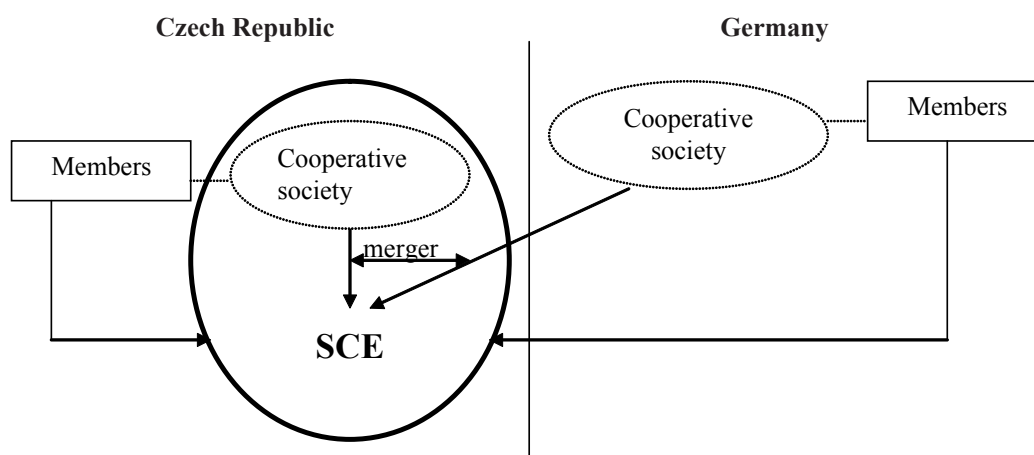 Czech Republic
Germany
Members
Cooperative
society
Cooperative
society
Members
merger
SCE